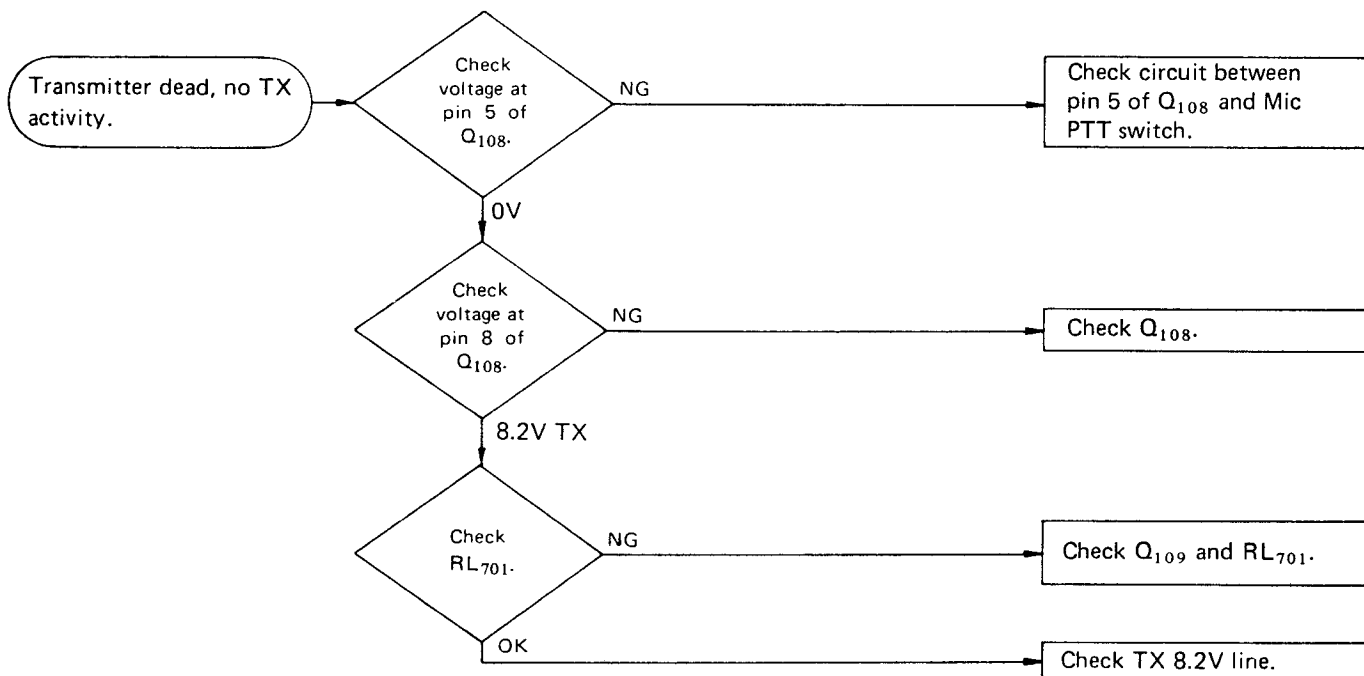 Transmitter dead, no TX
activity.
Check
voltage at
pin 5 of
Q108.
NG
Check circuit between
pin 5 of Q108 and Mic
PTT switch.
0V
Check
voltage at
pin 8 of
Q108.
NG
Check Q108.
8.2V TX
Check
RL701.
NG
Check Q109 and RL701.
OK
Check TX 8.2V line.